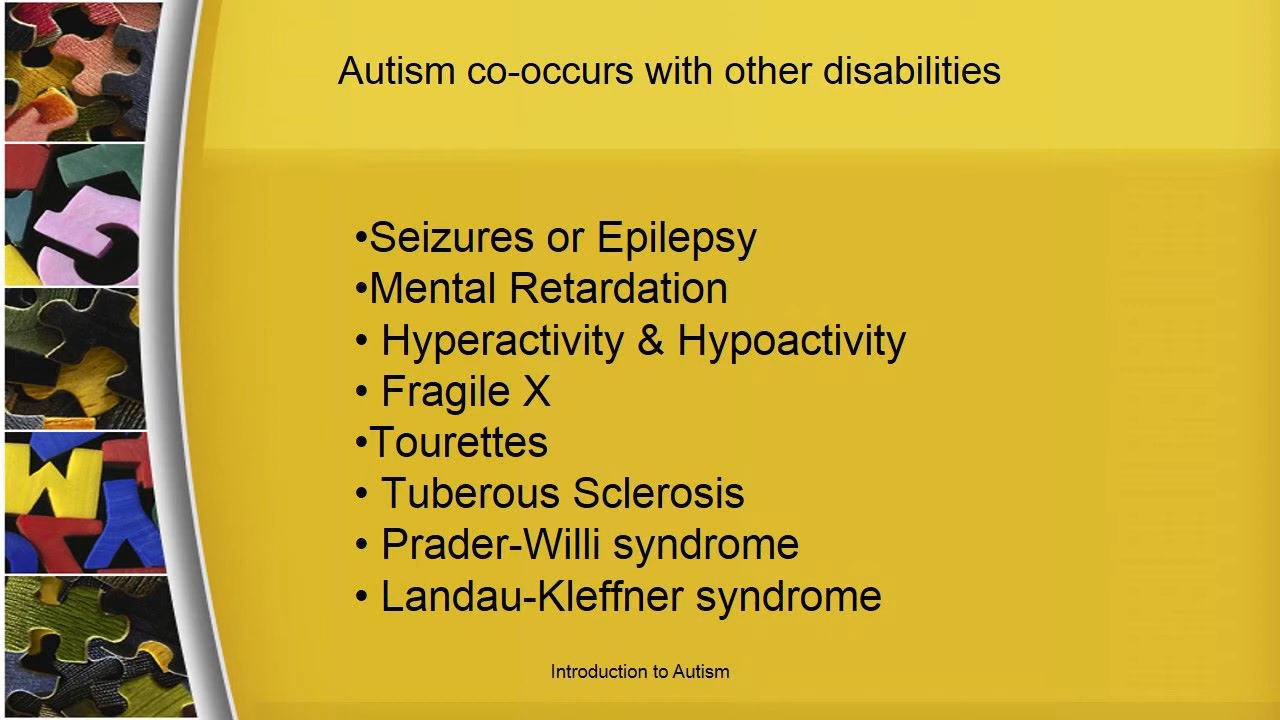 Autism co-occurs with other disabilities
•Seizures or Epilepsy
•Mental Retardation
• Hyperactivity & Hypoactivity
• Fragile X
•Tourettes
• Tuberous Sclerosis
• Prader-Willi syndrome
• Landau-Kleffner syndrome
Introduction to Autism